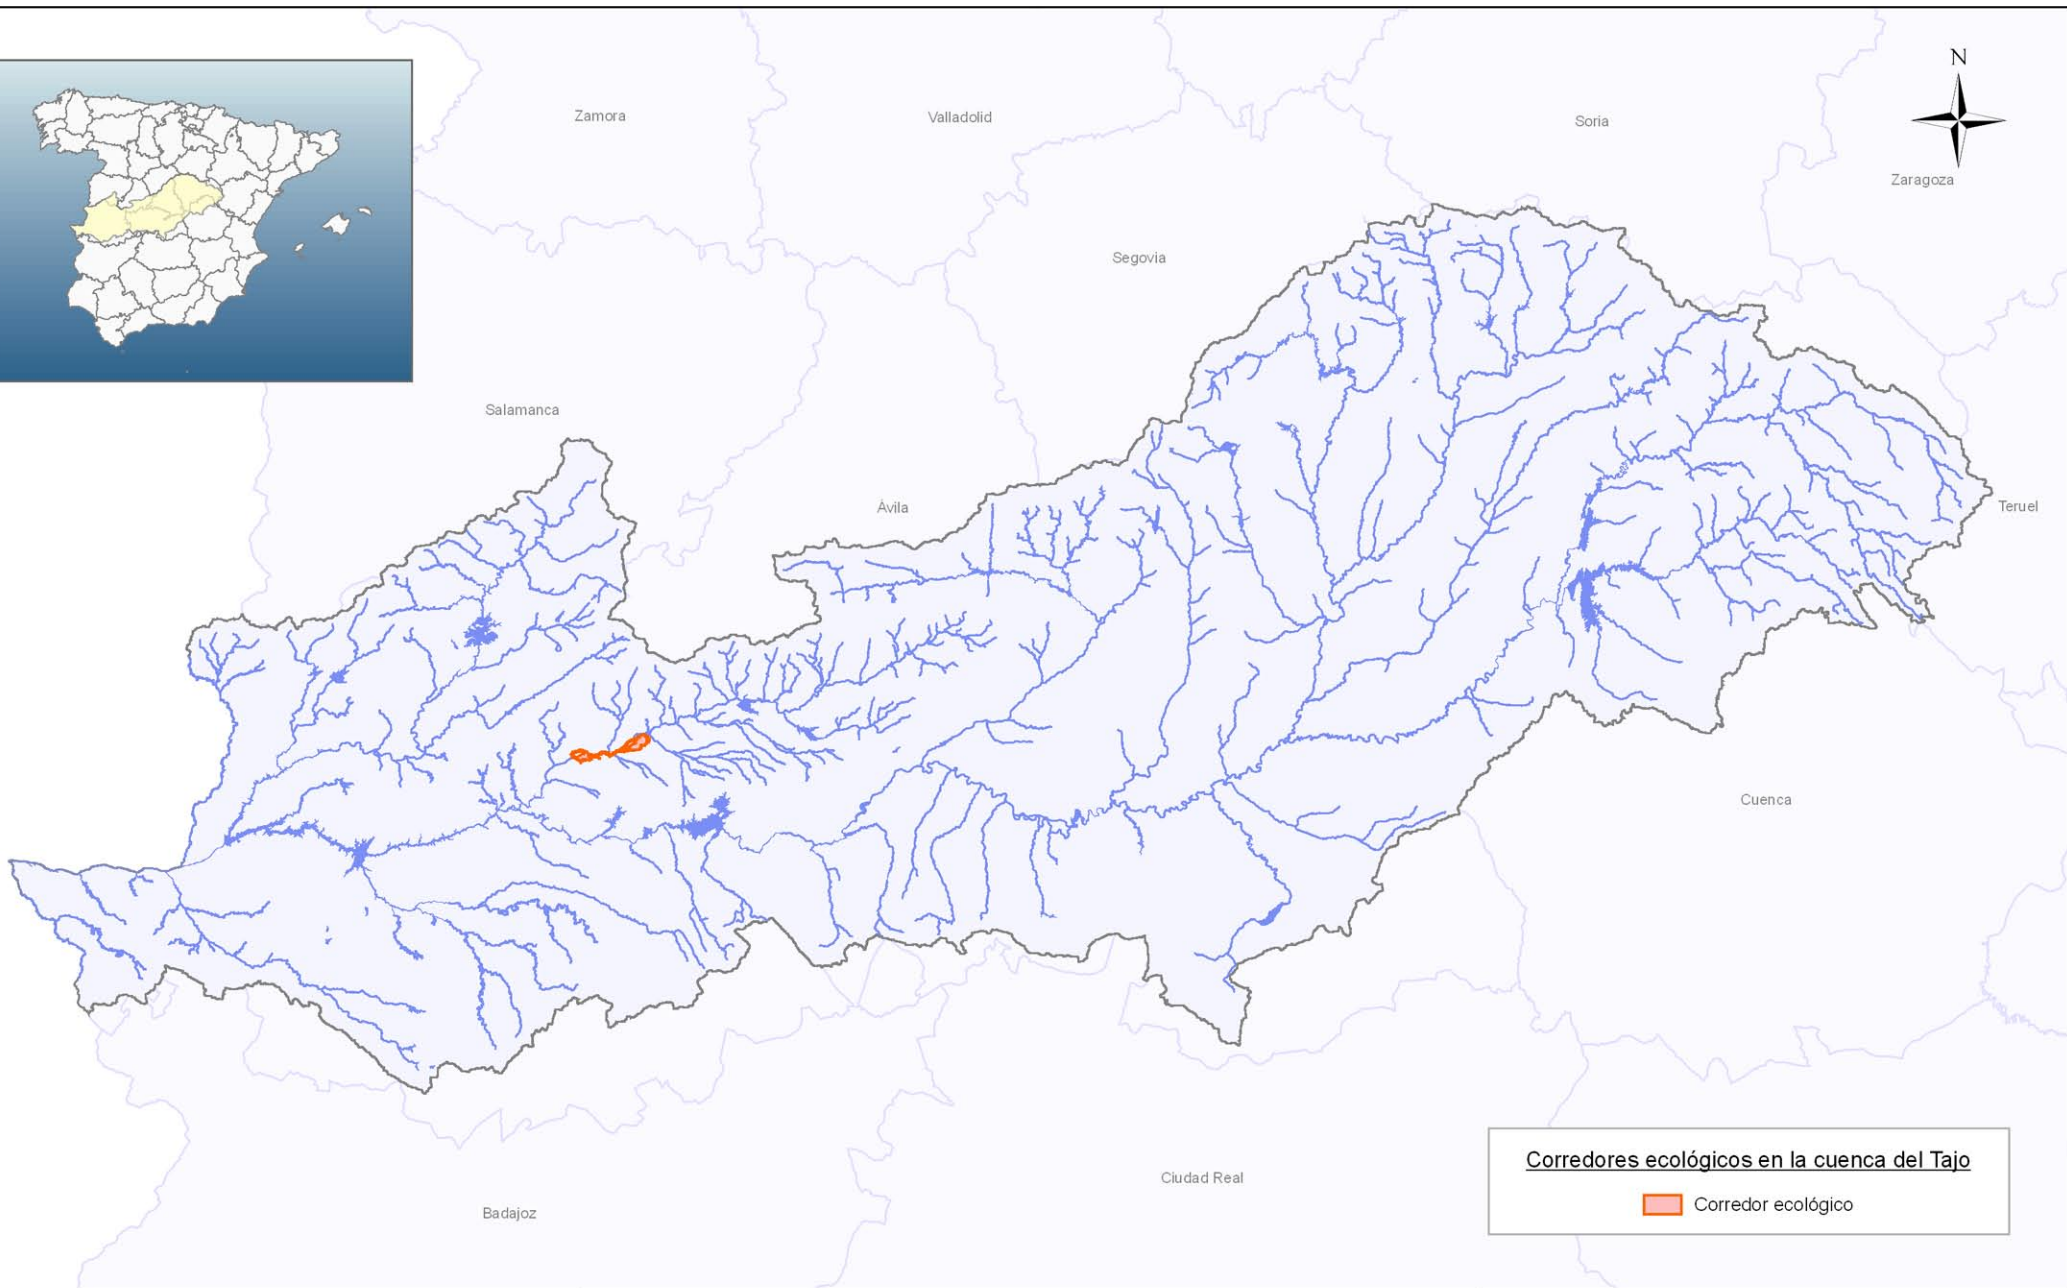 N
Zamora
Valladolid
Soria
Zaragoza
Segovia
Salamanca
Ávila
Teruel
Cuenca
Ciudad Real
Badajoz
Corredores ecológicos en la cuenca del Tajo
Corredor ecológico